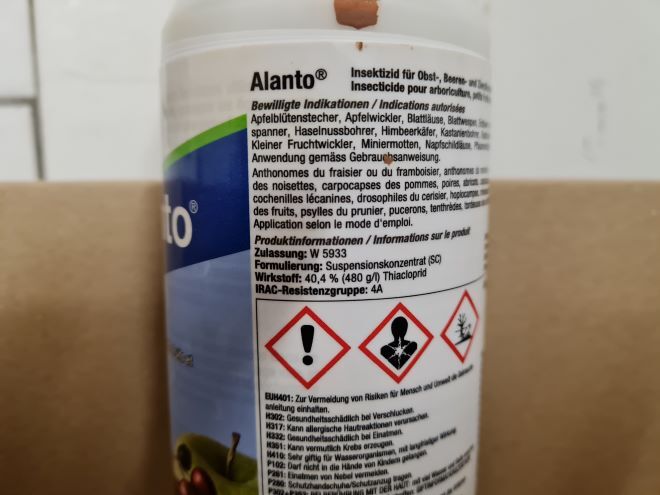 Alanto®
Insektizid für Obst-, Beeren- und
Insecticide pour arboriculture, petits
Bewilligte Indikationen / Indications autorisées
Apfelblütenstecher, Apfelwickler, Blattläuse, Blattwespen,
spanner, Haselnussbohrer, Himbeerkäfer, Kastanienbohrer,
Kleiner Fruchtwickler, Miniermotten, Napfschildläuse,
Anwendung gemäss Gebrauchsanweisung.
Anthonomes du fraisier ou du framboisier, anthonomes
des noisettes, carpocapses des pommes, poires, abricots,
cochenilles lécanines, drosophiles du cerisier, hoplocampes,
des fruits, psylles du prunier, pucerons, tenthrèdes,
Application selon le mode d'emploi.
Produktinformationen / Informations sur le produit
Zulassung: W 5933
Formulierung: Suspensionskonzentrat (SC)
Wirkstoff: 40,4 % (480 g/l) Thiacloprid
IRAC-Resistenzgruppe: 4A
to®
EUH401: Zur Vermeidung von Risiken für Mensch und Umwelt die Gebrauchs-
anleitung einhalten.
H302: Gesundheitsschädlich bei Verschlucken.
H317: Kann allergische Hautreaktionen verursachen.
H332: Gesundheitsschädlich bei Einatmen.
H351: Kann vermutlich Krebs erzeugen.
H410: Sehr giftig für Wasserorganismen, mit langfristiger Wirkung.
P102: Darf nicht in die Hände von Kindern gelangen.
P261: Einatmen von Nebel vermeiden.
P280: Schutzhandschuhe/Schutzanzug tragen.